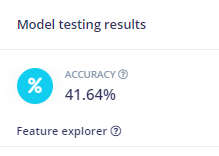 Model testing results
%
ACCURACY ?
41.64%
Feature explorer ?